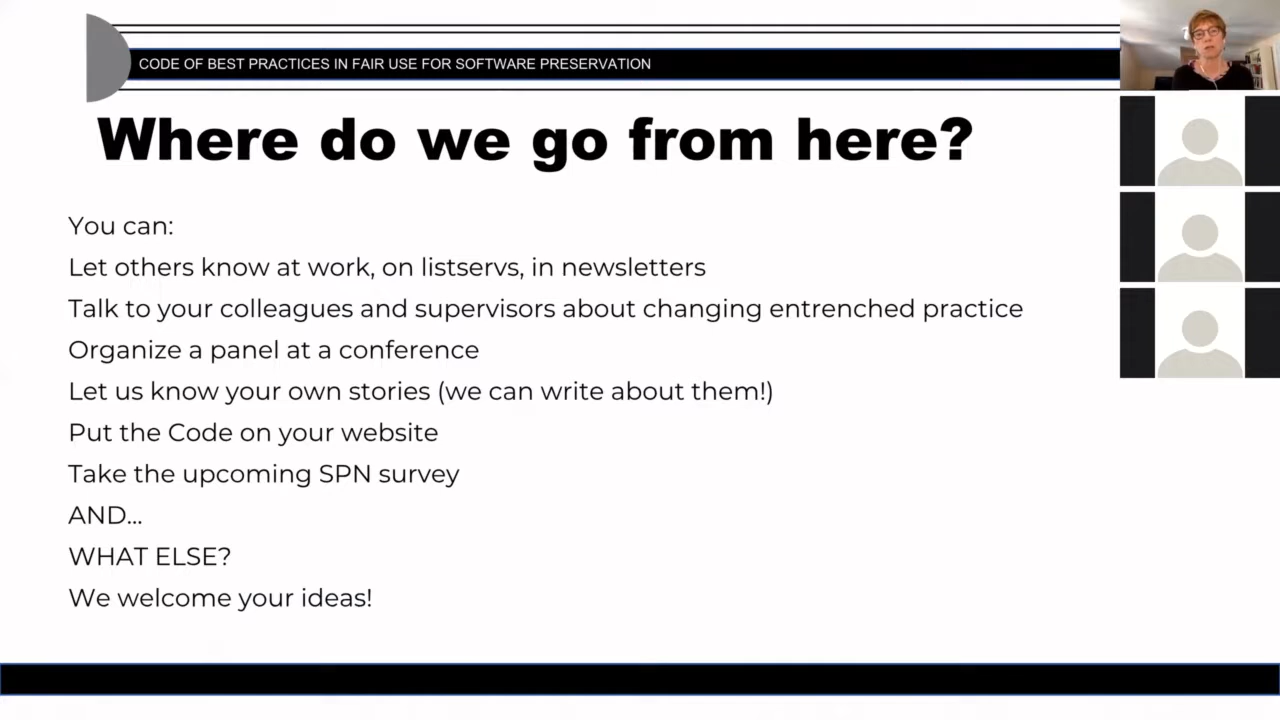 CODE OF BEST PRACTICES IN FAIR USE FOR SOFTWARE PRESERVATION
Where do we go from here?
You can:
Let others know at work, on listservs, in newsletters
Talk to your colleagues and supervisors about changing entrenched practice
Organize a panel at a conference
Let us know your own stories (we can write about them!)
Put the Code on your website
Take the upcoming SPN survey
AND...
WHAT ELSE?
We welcome your ideas!